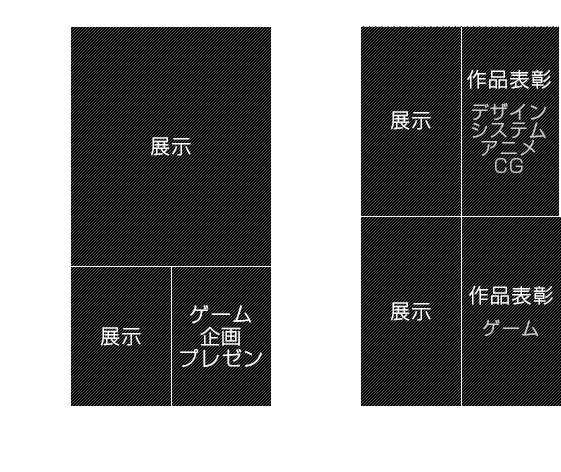 展示
展示
ゲーム
企画
プレゼン
展示
作品表彰
デザイン
システム
アニメ
CG
展示
作品表彰
ゲーム